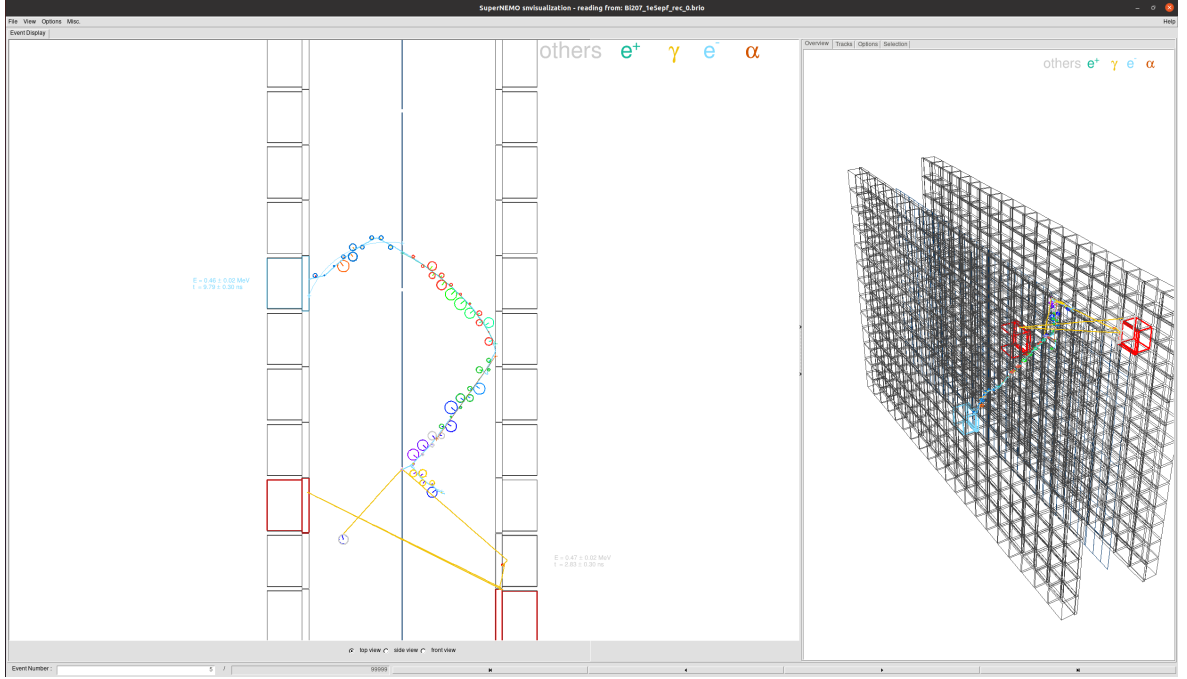 SuperNEMO snvisualization - reading from: Bi207_1e5epf_rec_0.brio
File View Options Misc. Help
Event Display
others e+ γ e- α
E = 0.46 ± 0.02 MeV
t = 9.79 ± 0.30 ns
E = 0.47 ± 0.02 MeV
t = 2.83 ± 0.30 ns
top view side view front view
Overview Tracks Options Selection
others e+ γ e- α
Event Number : 5 / 99999